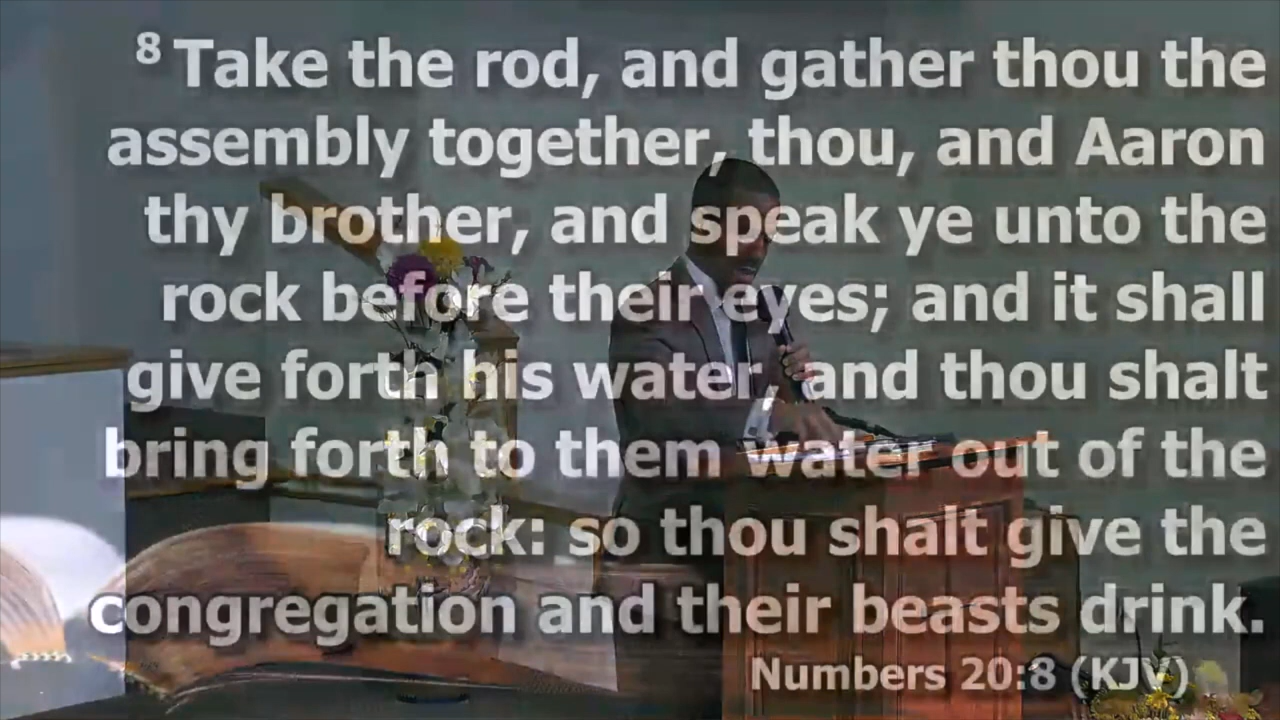 8 Take the rod, and gather thou the
assembly together, thou, and Aaron
thy brother, and speak ye unto the
rock before their eyes; and it shall
give forth his water, and thou shalt
bring forth to them water out of the
rock: so thou shalt give the
congregation and their beasts drink.
Numbers 20:8 (KJV)